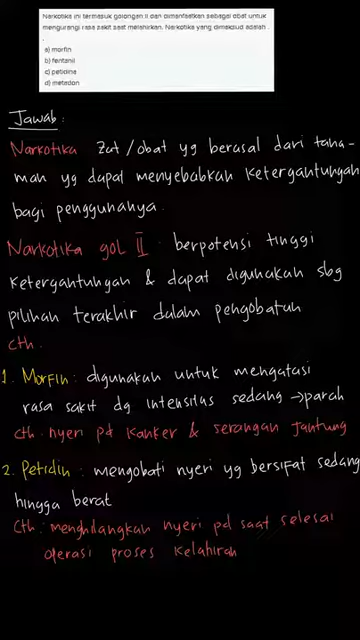 Narkotika ini termasuk golongan II dan dimanfaatkan sebagai obat untuk
mengurangi rasa sakit saat melahirkan. Narkotika yang dimaksud adalah
.
a) morfin
b) fentanil
c) petidina
d) metadon
Jawab :
Narkotika zat / obat yg berasal dari tana-
man yg dapat menyebabkan ketergantungan
bagi penggunanya.
Narkotika gol II : berpotensi tinggi
ketergantungan & dapat digunakan sbg
pilihan terakhir dalam pengobatan
cth.
1. Morfin : digunakan untuk mengatasi
rasa sakit dg intensitas sedang → parah
cth. nyeri pd kanker & serangan jantung
2. Petidin : mengobati nyeri yg bersifat sedang
hingga berat
cth : menghilangkan nyeri pd saat selesai
operasi proses kelahiran